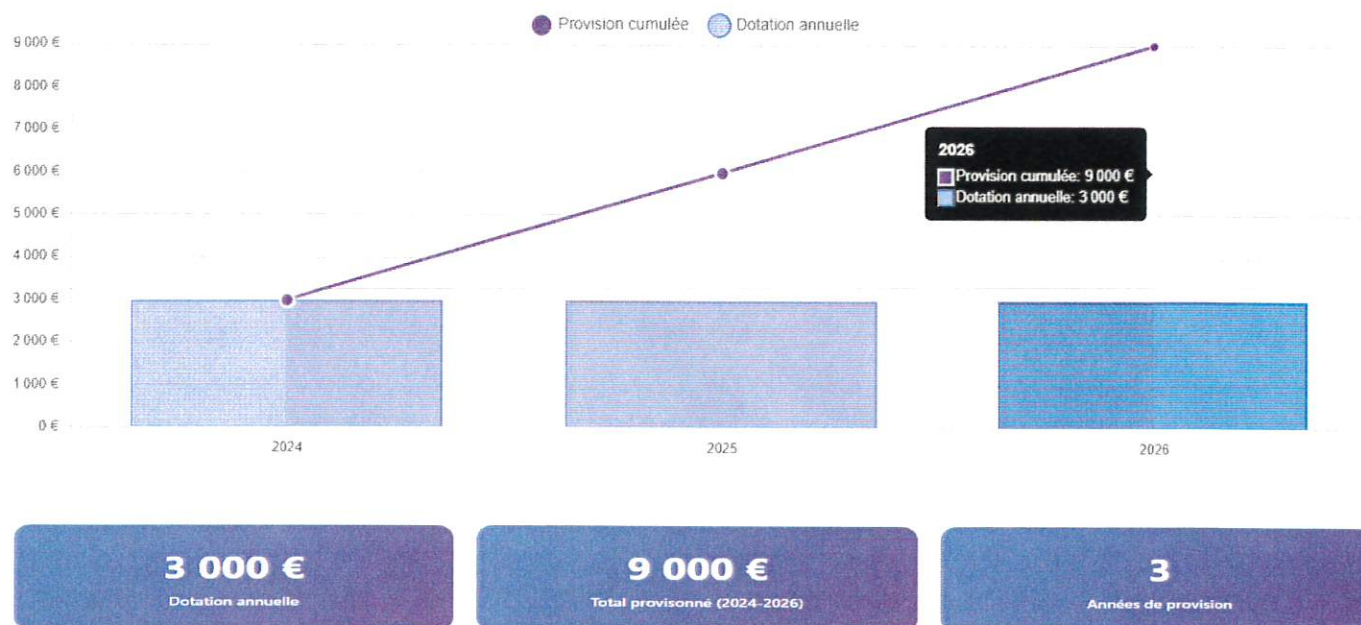 Provision cumulée Dotation annuelle
9 000 €
8 000 €
7 000 €
6 000 €
5 000 €
4 000 €
3 000 €
2 000 €
1 000 €
0 €
2026
Provision cumulée: 9 000 €
Dotation annuelle: 3 000 €
2024 2025 2026
3 000 € 9 000 € 3
Dotation annuelle Total provisonné (2024-2026) Années de provision